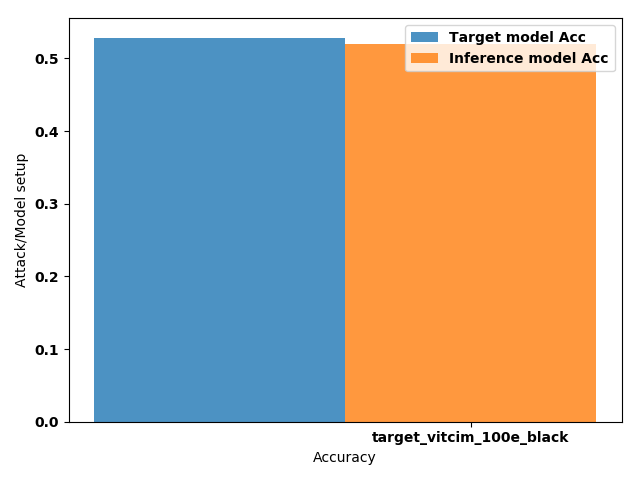 Target model Acc
Inference model Acc
0.5
0.4
0.3
0.2
0.1
0.0
Attack/Model setup
target_vitcim_100e_black
Accuracy